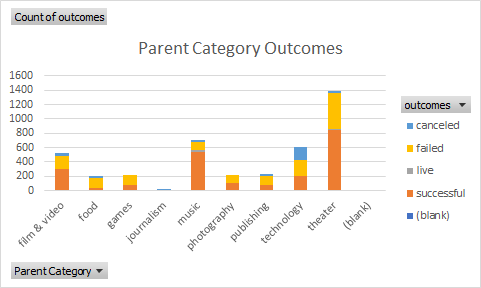 Count of outcomes
Parent Category Outcomes
1600
1400
1200
1000
800
600
400
200
0
film & video
food
games
journalism
music
photography
publishing
technology
theater
(blank)
outcomes
canceled
failed
live
successful
(blank)
Parent Category